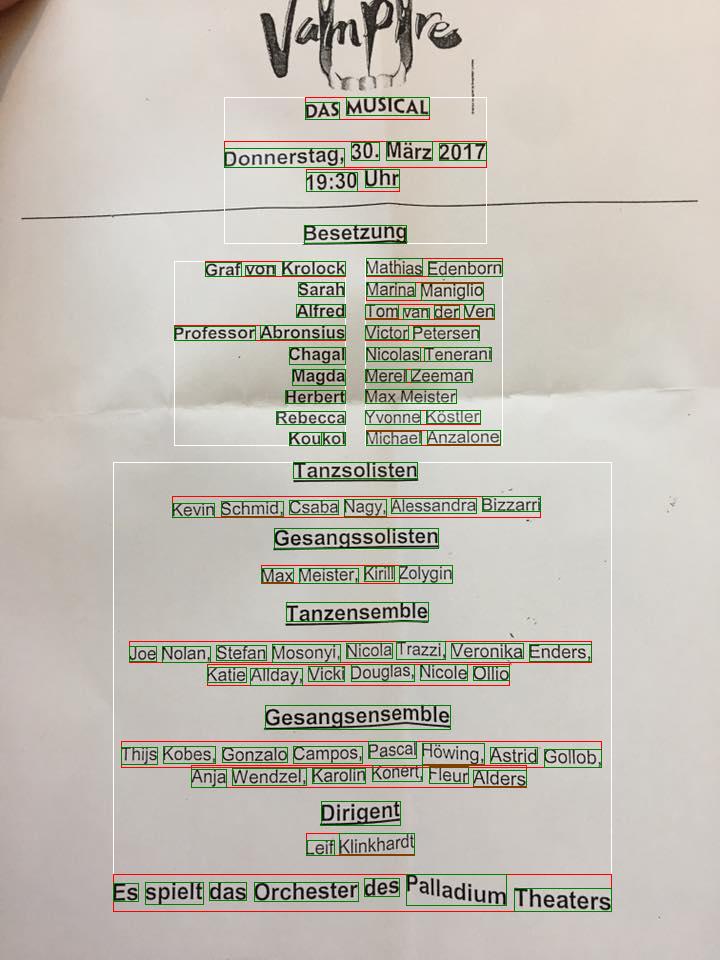 Vampire
DAS MUSICAL
Donnerstag, 30. März 2017
19:30 Uhr
Besetzung
Graf von Krolock Mathias Edenborn
Sarah Marina Maniglio
Alfred Tom van der Ven
Professor Abronsius Victor Petersen
Chagal Nicolas Tenerani
Magda Merel Zeeman
Herbert Max Meister
Rebecca Yvonne Köstler
Koukol Michael Anzalone
Tanzsolisten
Kevin Schmid, Csaba Nagy, Alessandra Bizzarri
Gesangssolisten
Max Meister, Kirill Zolygin
Tanzensemble
Joe Nolan, Stefan Mosonyi, Nicola Trazzi, Veronika Enders,
Katie Allday, Vicki Douglas, Nicole Ollio
Gesangsensemble
Thijs Kobes, Gonzalo Campos, Pascal Höwing, Astrid Gollob,
Anja Wendzel, Karolin Konert, Fleur Alders
Dirigent
Leif Klinkhardt
Es spielt das Orchester des Palladium Theaters